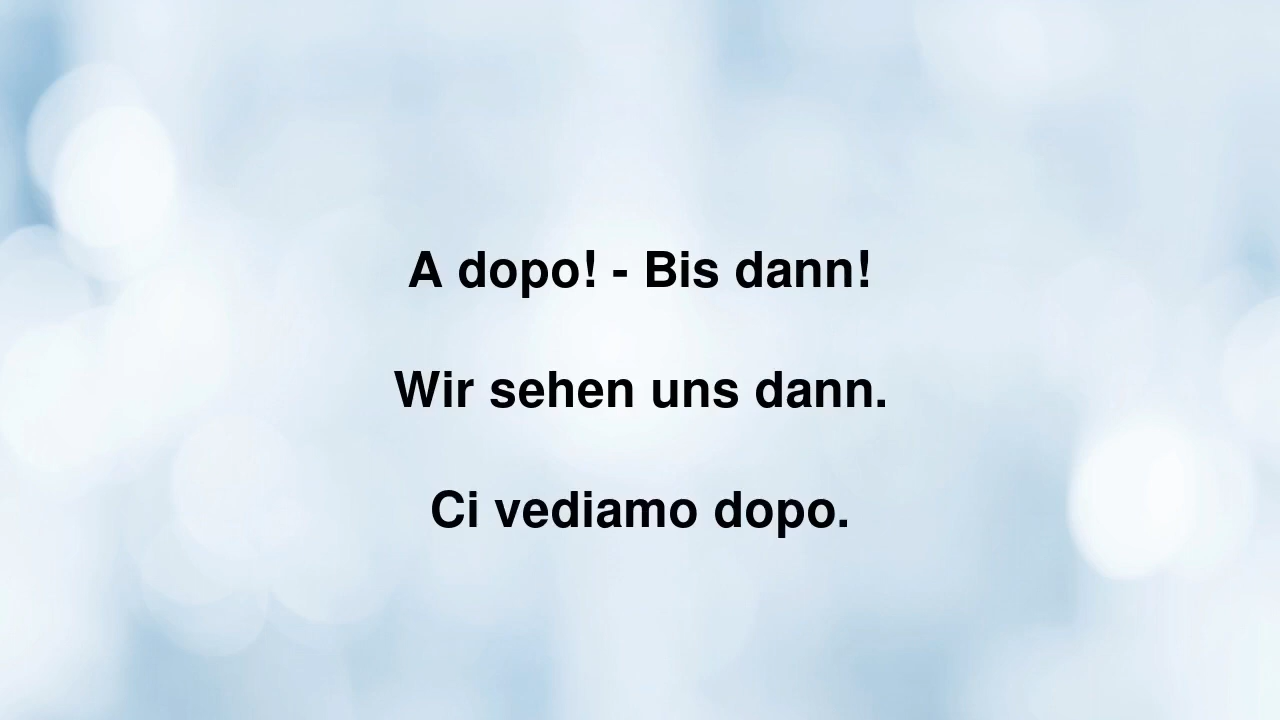 A dopo! - Bis dann!
Wir sehen uns dann.
Ci vediamo dopo.